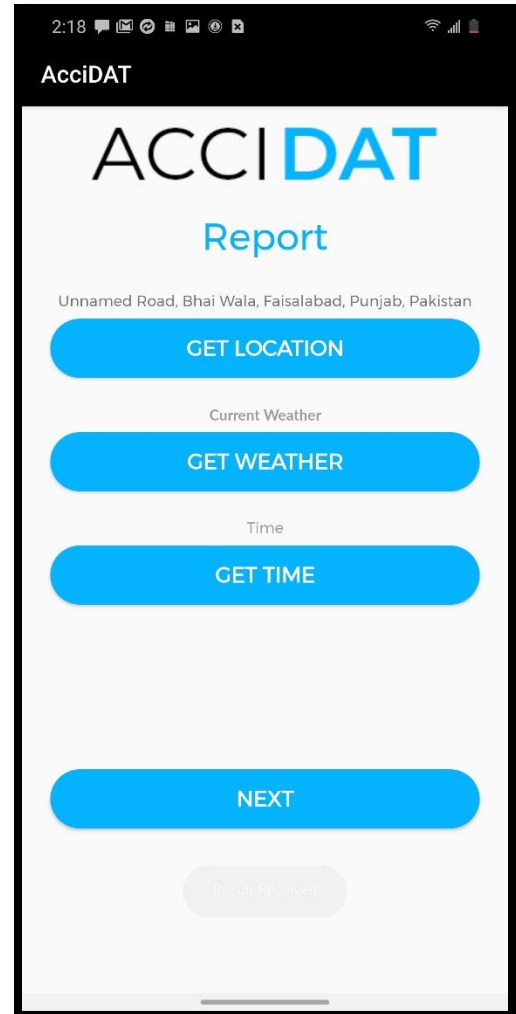 2:18
AcciDAT
ACCIDAT
Report
Unnamed Road, Bhai Wala, Faisalabad, Punjab, Pakistan
GET LOCATION
Current Weather
GET WEATHER
Time
GET TIME
NEXT
Result Received